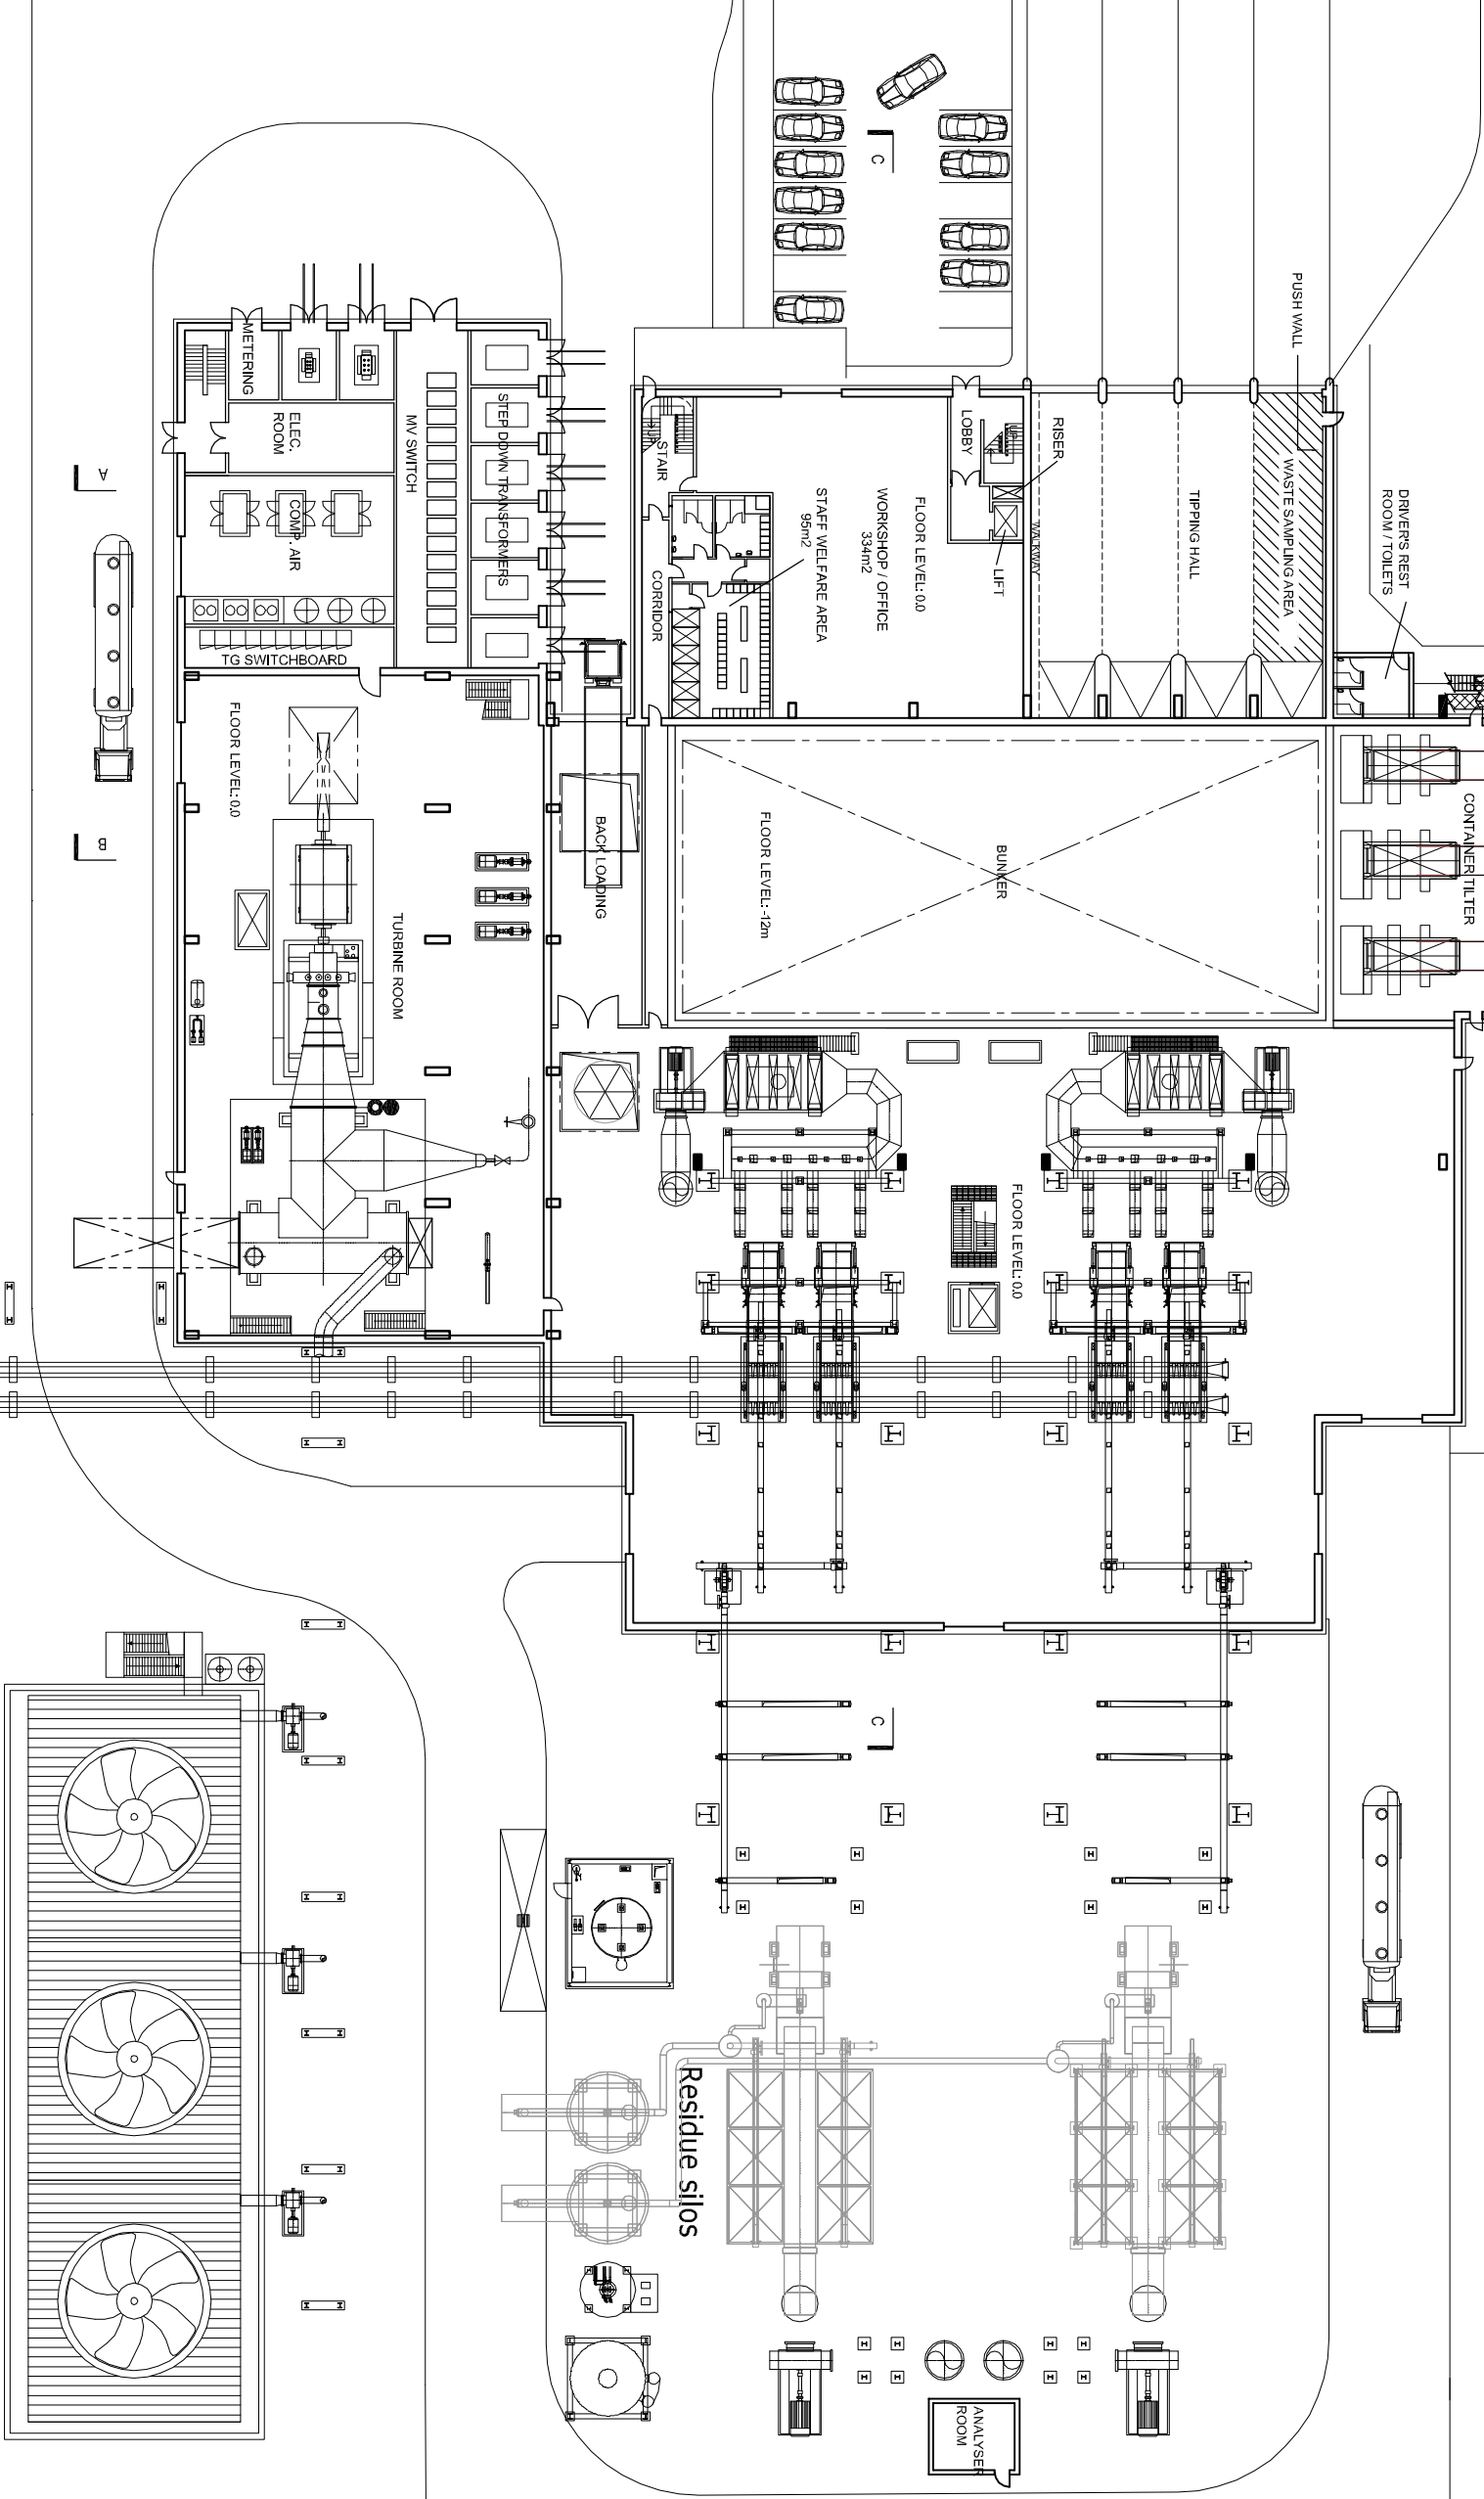 C
PUSH WALL
METERING
ELEC.
ROOM
MV SWITCH
STEP DOWN TRANSFORMERS
COMP. AIR
TG SWITCHBOARD
A
B
UP
STAIR
CORRIDOR
STAFF WELFARE AREA
95m2
WORKSHOP / OFFICE
334m2
FLOOR LEVEL: 0.0
LOBBY
UP
RISER
LIFT
WALKWAY
TIPPING HALL
WASTE SAMPLING AREA
DRIVER'S REST
ROOM / TOILETS
FLOOR LEVEL: 0.0
TURBINE ROOM
BACK LOADING
FLOOR LEVEL: -12m
BUNKER
CONTAINER TILTER
FLOOR LEVEL: 0.0
C
Residue silos
ANALYSER
ROOM